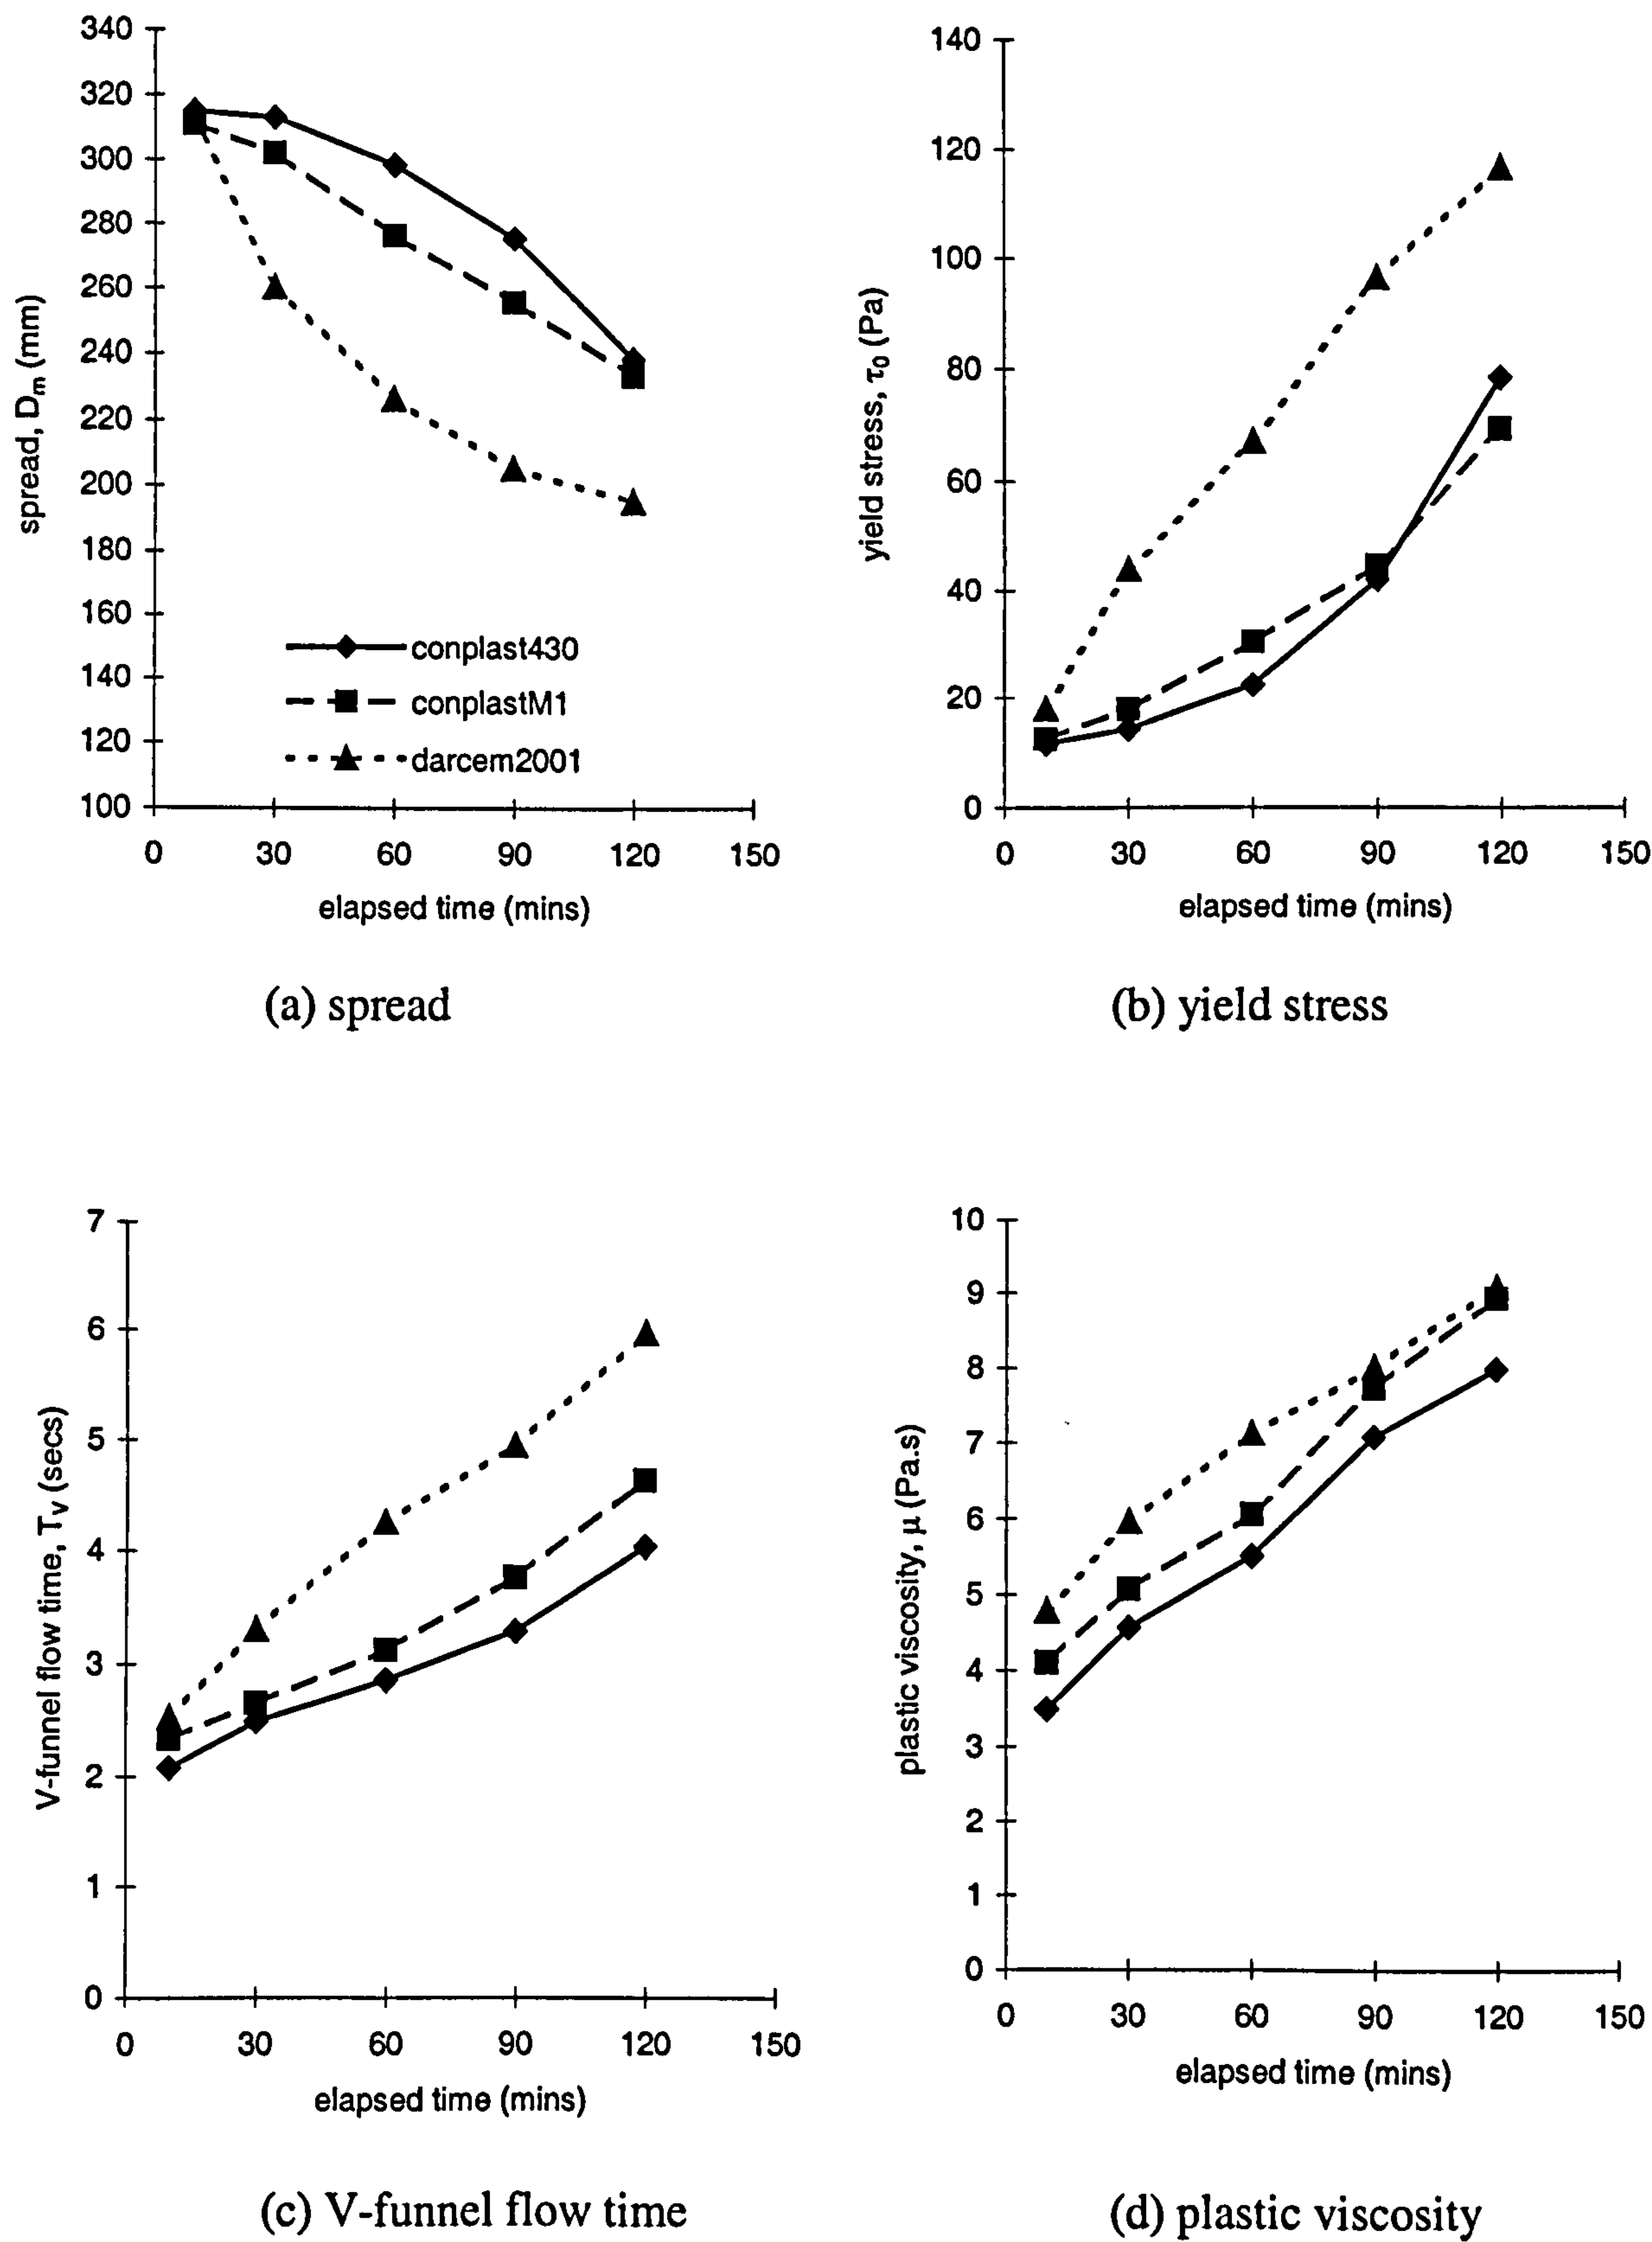 340
320
300
280
260
240
220
200
180
160
140
120
100
spread, Dm (mm)
conplast430
conplastM1
darcem2001
0 30 60 90 120 150
elapsed time (mins)
(a) spread
140
120
100
80
60
40
20
0
yield stress, τ0 (Pa)
0 30 60 90 120 150
elapsed time (mins)
(b) yield stress
7
6
5
4
3
2
1
0
V-funnel flow time, Tv (secs)
0 30 60 90 120 150
elapsed time (mins)
(c) V-funnel flow time
10
9
8
7
6
5
4
3
2
1
0
plastic viscosity, µ (Pa.s)
0 30 60 90 120 150
elapsed time (mins)
(d) plastic viscosity